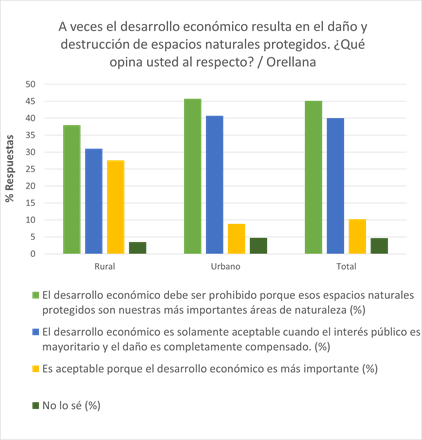 A veces el desarrollo económico resulta en el daño y
destrucción de espacios naturales protegidos. ¿Qué
opina usted al respecto? / Orellana
% Respuestas
50
45
40
35
30
25
20
15
10
5
0
Rural
Urbano
Total
El desarrollo económico debe ser prohibido porque esos espacios naturales
protegidos son nuestras más importantes áreas de naturaleza (%)
El desarrollo económico es solamente aceptable cuando el interés público es
mayoritario y el daño es completamente compensado. (%)
Es aceptable porque el desarrollo económico es más importante (%)
No lo sé (%)